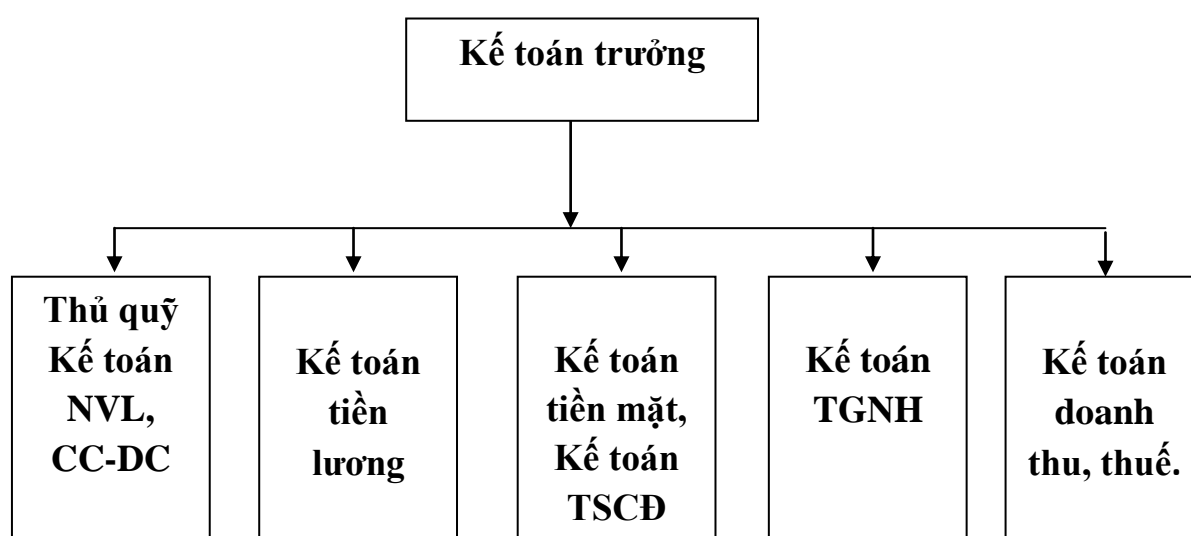 Kế toán trưởng
Thủ quỹ
Kế toán
NVL,
CC-DC
Kế toán
tiền
lương
Kế toán
tiền mặt,
Kế toán
TSCĐ
Kế toán
TGNH
Kế toán
doanh
thu, thuế.